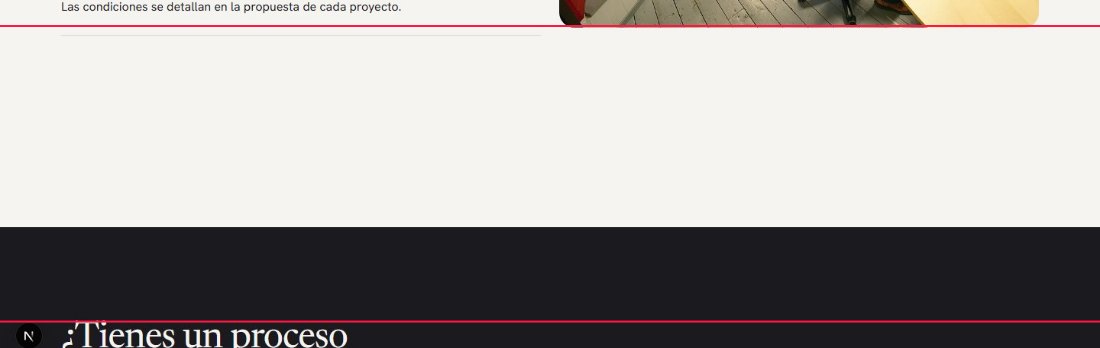 Las condiciones se detallan en la propuesta de cada proyecto.
N
¿Tienes un proceso